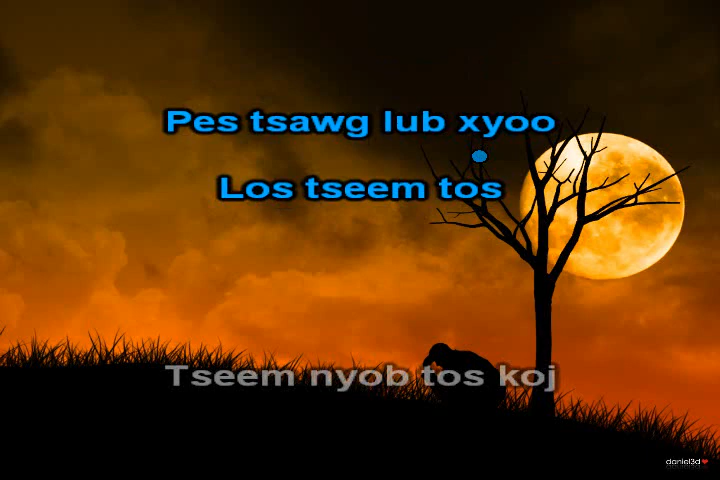 Pes tsawg lub xyoo
Los tseem tos
Tseem nyob tos koj
daniel3d